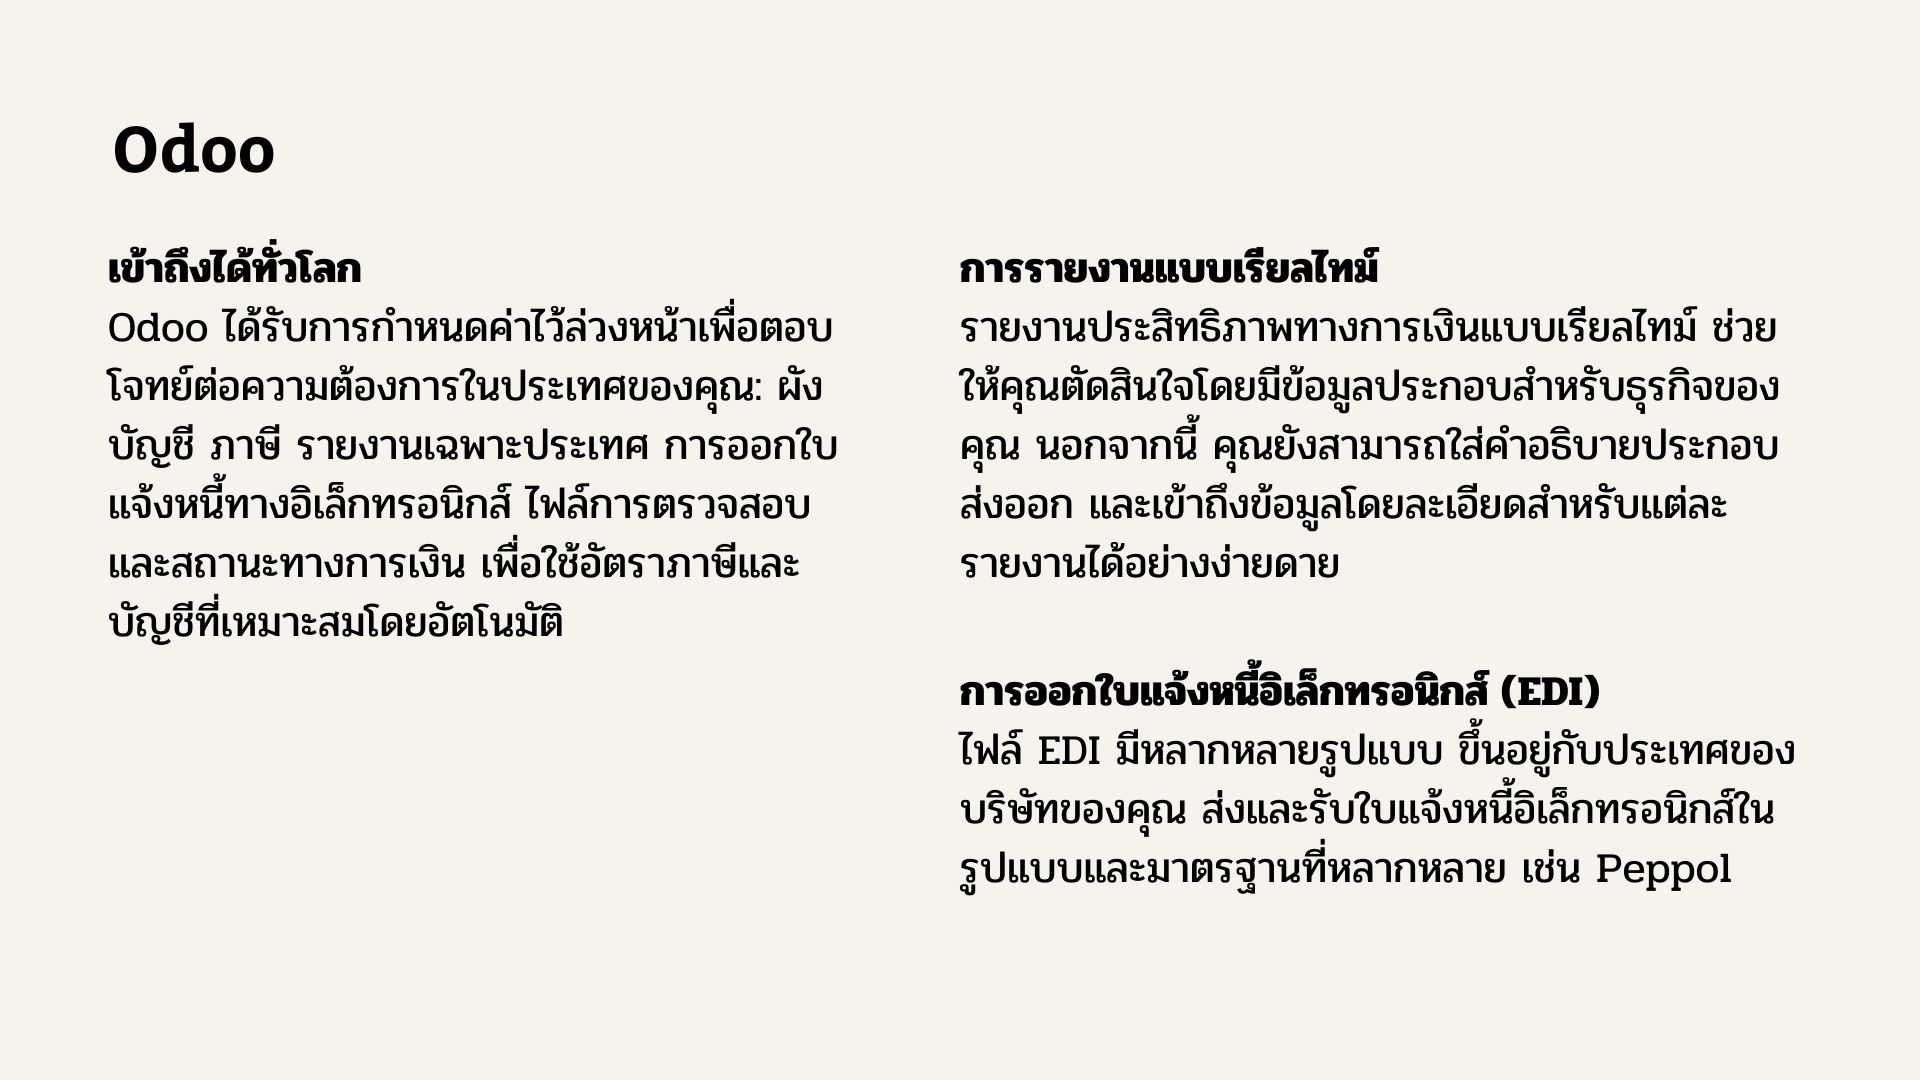 Odoo
เข้าถึงได้ทั่วโลก
Odoo ได้รับการกำหนดค่าไว้ล่วงหน้าเพื่อตอบ
โจทย์ต่อความต้องการในประเทศของคุณ: ผัง
บัญชี ภาษี รายงานเฉพาะประเทศ การออกใบ
แจ้งหนี้ทางอิเล็กทรอนิกส์ ไฟล์การตรวจสอบ
และสถานะทางการเงิน เพื่อใช้อัตราภาษีและ
บัญชีที่เหมาะสมโดยอัตโนมัติ
การรายงานแบบเรียลไทม์
รายงานประสิทธิภาพทางการเงินแบบเรียลไทม์ ช่วย
ให้คุณตัดสินใจโดยมีข้อมูลประกอบสำหรับธุรกิจของ
คุณ นอกจากนี้ คุณยังสามารถใส่คำอธิบายประกอบ
ส่งออก และเข้าถึงข้อมูลโดยละเอียดสำหรับแต่ละ
รายงานได้อย่างง่ายดาย
การออกใบแจ้งหนี้อิเล็กทรอนิกส์ (EDI)
ไฟล์ EDI มีหลากหลายรูปแบบ ขึ้นอยู่กับประเทศของ
บริษัทของคุณ ส่งและรับใบแจ้งหนี้อิเล็กทรอนิกส์ใน
รูปแบบและมาตรฐานที่หลากหลาย เช่น Peppol